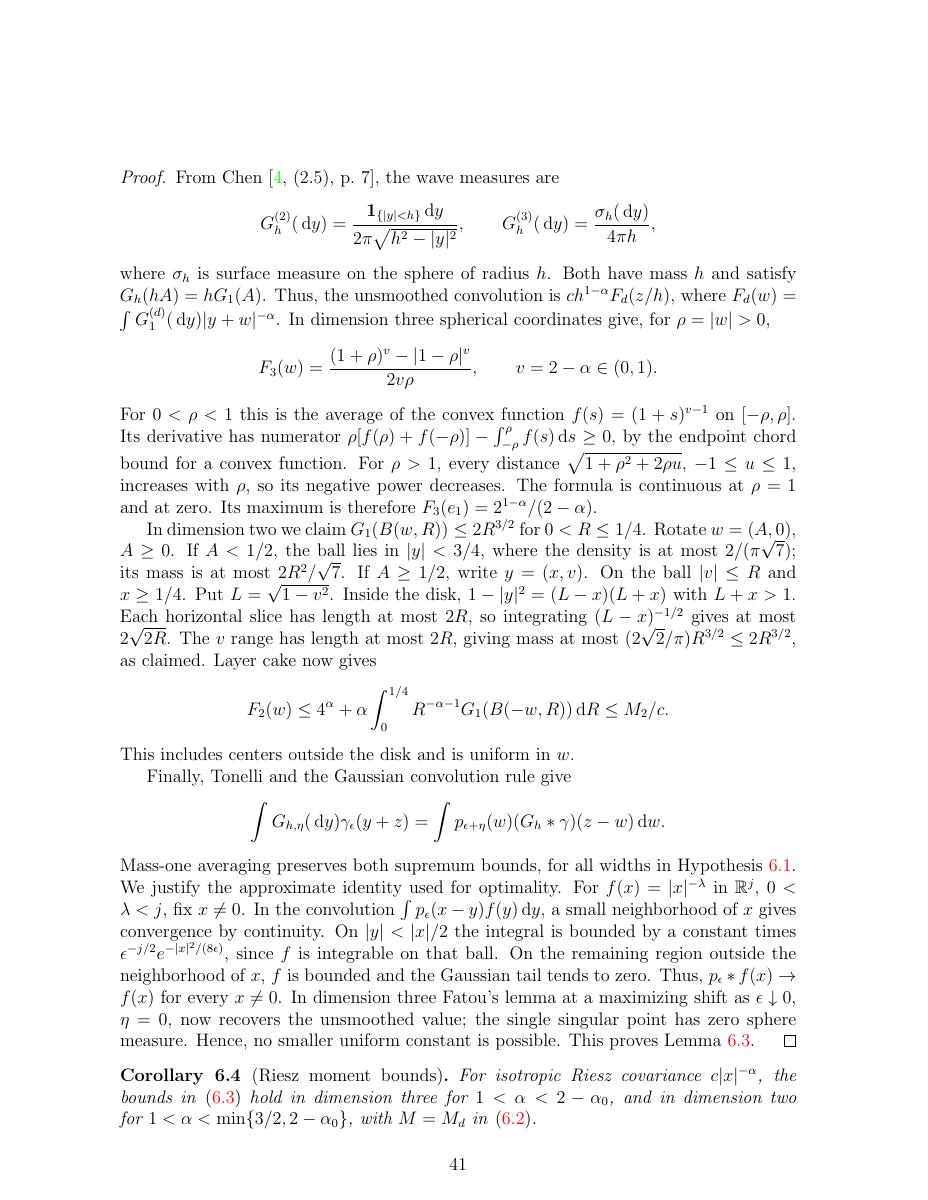 Proof. From Chen [4, (2.5), p. 7], the wave measures are
G_h^{(2)}( dy) = \frac{1_{\{|y|<h\}} dy}{2π\sqrt{h^2 − |y|^2}}, G_h^{(3)}( dy) = \frac{σ_h( dy)}{4πh},
where σ_h is surface measure on the sphere of radius h. Both have mass h and satisfy
G_h(hA) = hG_1(A). Thus, the unsmoothed convolution is ch^{1−α}F_d(z/h), where F_d(w) =
∫ G_1^{(d)}( dy)|y + w|^{−α}. In dimension three spherical coordinates give, for ρ = |w| > 0,
F_3(w) = \frac{(1 + ρ)^v − |1 − ρ|^v}{2vρ}, v = 2 − α ∈ (0, 1).
For 0 < ρ < 1 this is the average of the convex function f(s) = (1 + s)^{v−1} on [−ρ, ρ].
Its derivative has numerator ρ[f(ρ) + f(−ρ)] − ∫_{−ρ}^{ρ} f(s) ds ≥ 0, by the endpoint chord
bound for a convex function. For ρ > 1, every distance \sqrt{1 + ρ^2 + 2ρu}, −1 ≤ u ≤ 1,
increases with ρ, so its negative power decreases. The formula is continuous at ρ = 1
and at zero. Its maximum is therefore F_3(e_1) = 2^{1−α}/(2 − α).
In dimension two we claim G_1(B(w, R)) ≤ 2R^{3/2} for 0 < R ≤ 1/4. Rotate w = (A, 0),
A ≥ 0. If A < 1/2, the ball lies in |y| < 3/4, where the density is at most 2/(π√7);
its mass is at most 2R^2/√7. If A ≥ 1/2, write y = (x, v). On the ball |v| ≤ R and
x ≥ 1/4. Put L = \sqrt{1 − v^2}. Inside the disk, 1 − |y|^2 = (L − x)(L + x) with L + x > 1.
Each horizontal slice has length at most 2R, so integrating (L − x)^{−1/2} gives at most
2\sqrt{2R}. The v range has length at most 2R, giving mass at most (2√2/π)R^{3/2} ≤ 2R^{3/2},
as claimed. Layer cake now gives
F_2(w) ≤ 4^α + α ∫_0^{1/4} R^{−α−1}G_1(B(−w, R)) dR ≤ M_2/c.
This includes centers outside the disk and is uniform in w.
Finally, Tonelli and the Gaussian convolution rule give
∫ G_{h,η}( dy)γ_ϵ(y + z) = ∫ p_{ϵ+η}(w)(G_h ∗ γ)(z − w) dw.
Mass-one averaging preserves both supremum bounds, for all widths in Hypothesis 6.1.
We justify the approximate identity used for optimality. For f(x) = |x|^{−λ} in ℝ^j, 0 <
λ < j, fix x ≠ 0. In the convolution ∫ p_ϵ(x − y)f(y) dy, a small neighborhood of x gives
convergence by continuity. On |y| < |x|/2 the integral is bounded by a constant times
ϵ^{−j/2}e^{−|x|^2/(8ϵ)}, since f is integrable on that ball. On the remaining region outside the
neighborhood of x, f is bounded and the Gaussian tail tends to zero. Thus, p_ϵ ∗ f(x) →
f(x) for every x ≠ 0. In dimension three Fatou’s lemma at a maximizing shift as ϵ ↓ 0,
η = 0, now recovers the unsmoothed value; the single singular point has zero sphere
measure. Hence, no smaller uniform constant is possible. This proves Lemma 6.3. □
Corollary 6.4 (Riesz moment bounds). For isotropic Riesz covariance c|x|^{−α}, the
bounds in (6.3) hold in dimension three for 1 < α < 2 − α_0, and in dimension two
for 1 < α < min{3/2, 2 − α_0}, with M = M_d in (6.2).
41